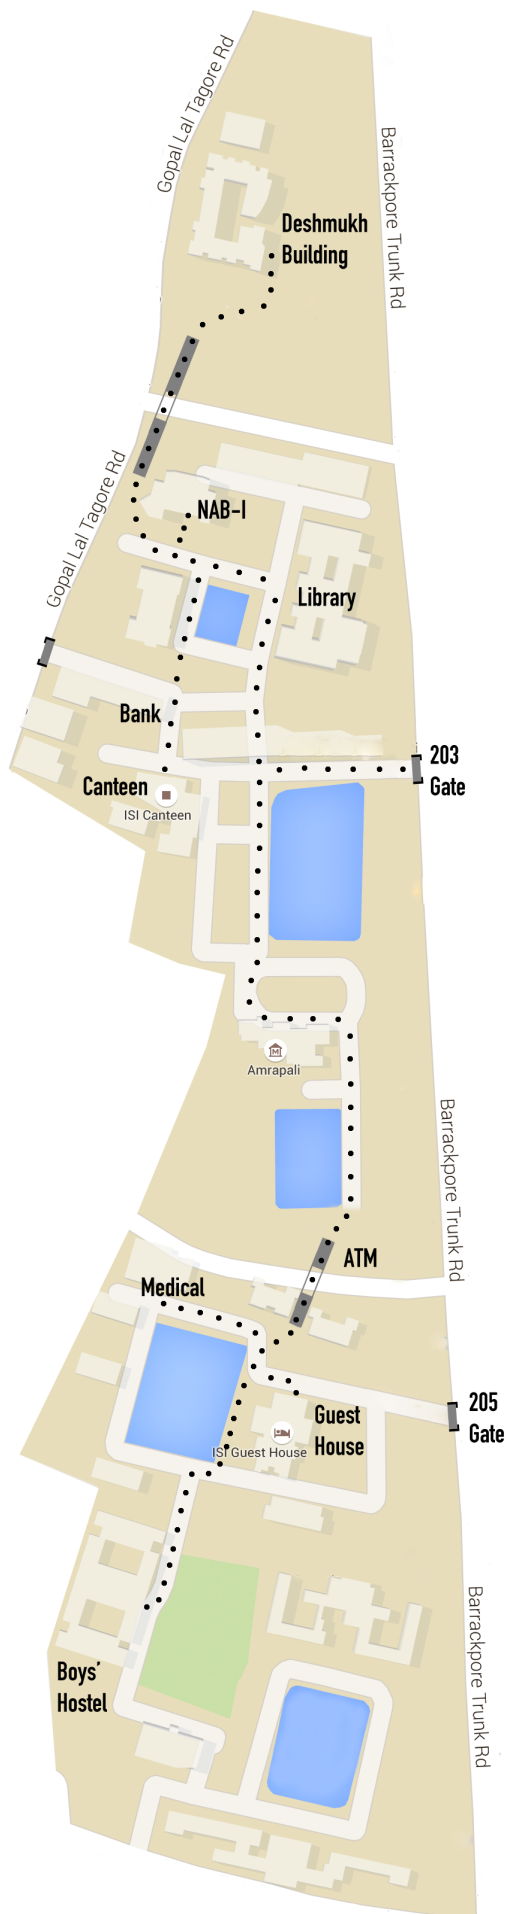 Gopal Lal Tagore Rd
Barrackpore Trunk Rd
Deshmukh
Building
Gopal Lal Tagore Rd
NAB-I
Library
Bank
203
Gate
Canteen
ISI Canteen
Amrapali
Barrackpore Trunk Rd
ATM
Medical
205
Gate
Guest
House
ISI Guest House
Barrackpore Trunk Rd
Boys'
Hostel